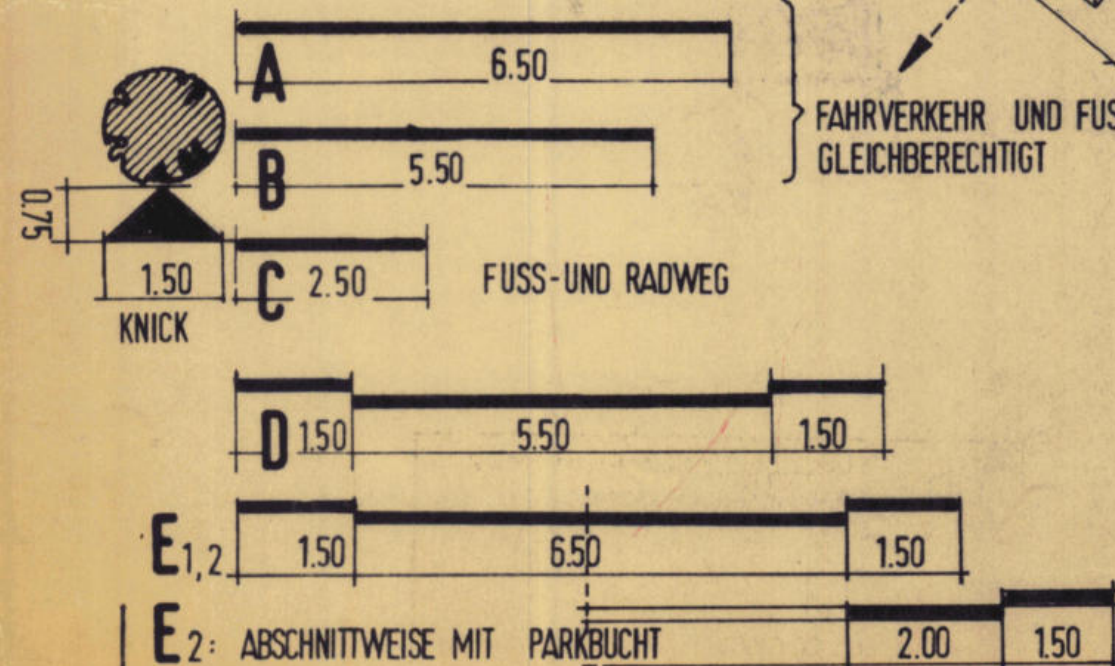 A 6.50
FAHRVERKEHR UND
GLEICHBERECHTIGT
B 5.50
0.75
1.50
KNICK
C 2.50 FUSS-UND RADWEG
D 1.50 5.50 1.50
E1,2 1.50 6.50 1.50
E2: ABSCHNITTWEISE MIT PARKBUCHT 2.00 1.50